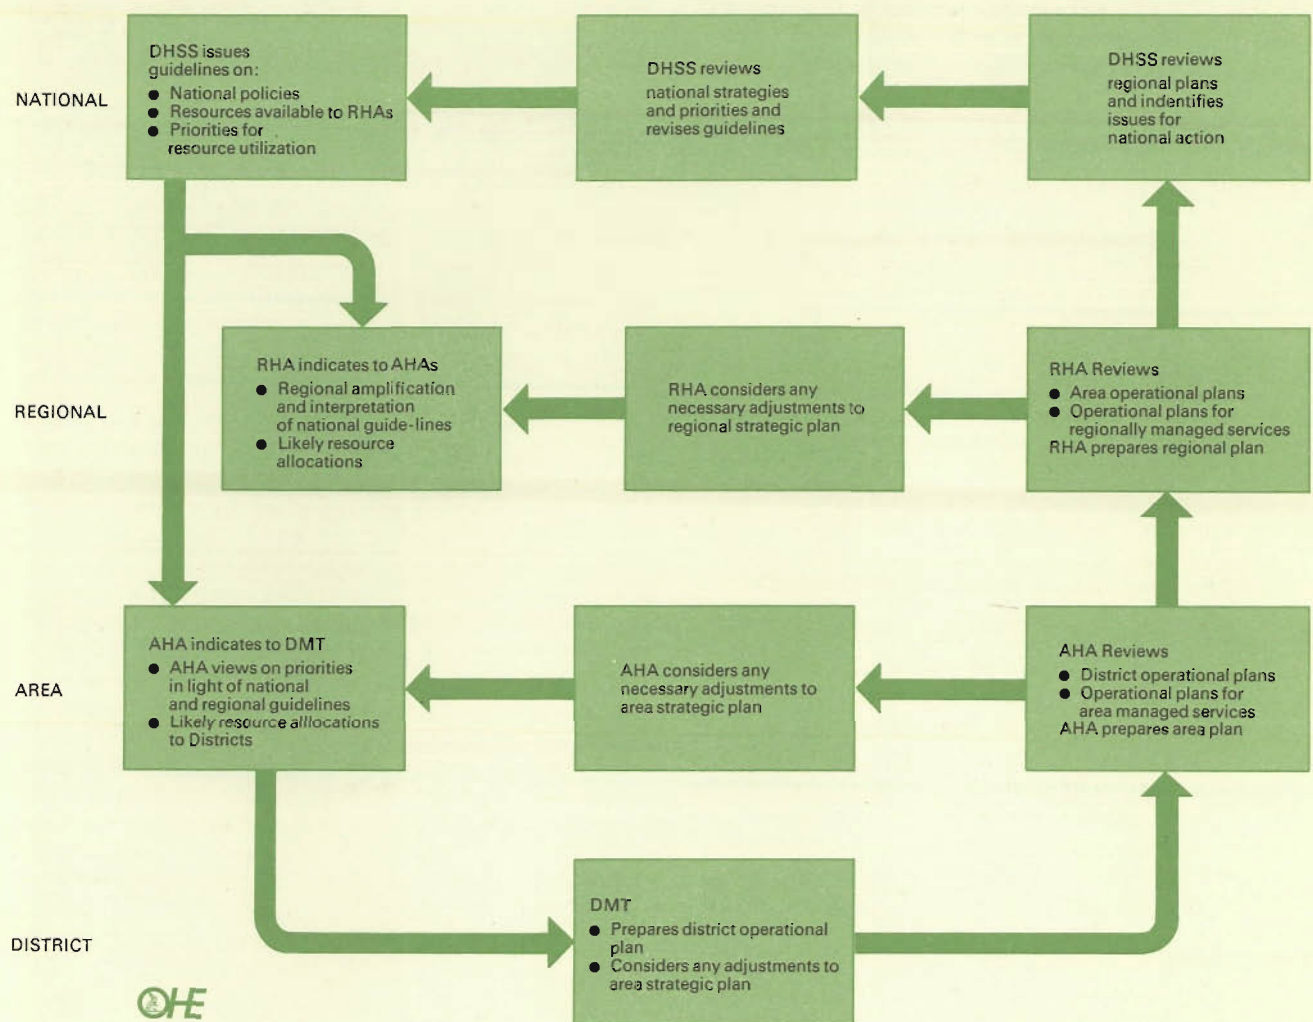 NATIONAL
DHSS issues
guidelines on:
● National policies
● Resources available to RHAs
● Priorities for
resource utilization
DHSS reviews
national strategies
and priorities and
revises guidelines
DHSS reviews
regional plans
and indentifies
issues for
national action
REGIONAL
RHA indicates to AHAs
● Regional amplification
and interpretation
of national guide-lines
● Likely resource
allocations
RHA considers any
necessary adjustments to
regional strategic plan
RHA Reviews
● Area operational plans
● Operational plans for
regionally managed services
RHA prepares regional plan
AREA
AHA indicates to DMT
● AHA views on priorities
in light of national
and regional guidelines
● Likely resource alllocations
to Districts
AHA considers any
necessary adjustments to
area strategic plan
AHA Reviews
● District operational plans
● Operational plans for
area managed services
AHA prepares area plan
DISTRICT
DMT
● Prepares district operational
plan
● Considers any adjustments to
area strategic plan
OHE